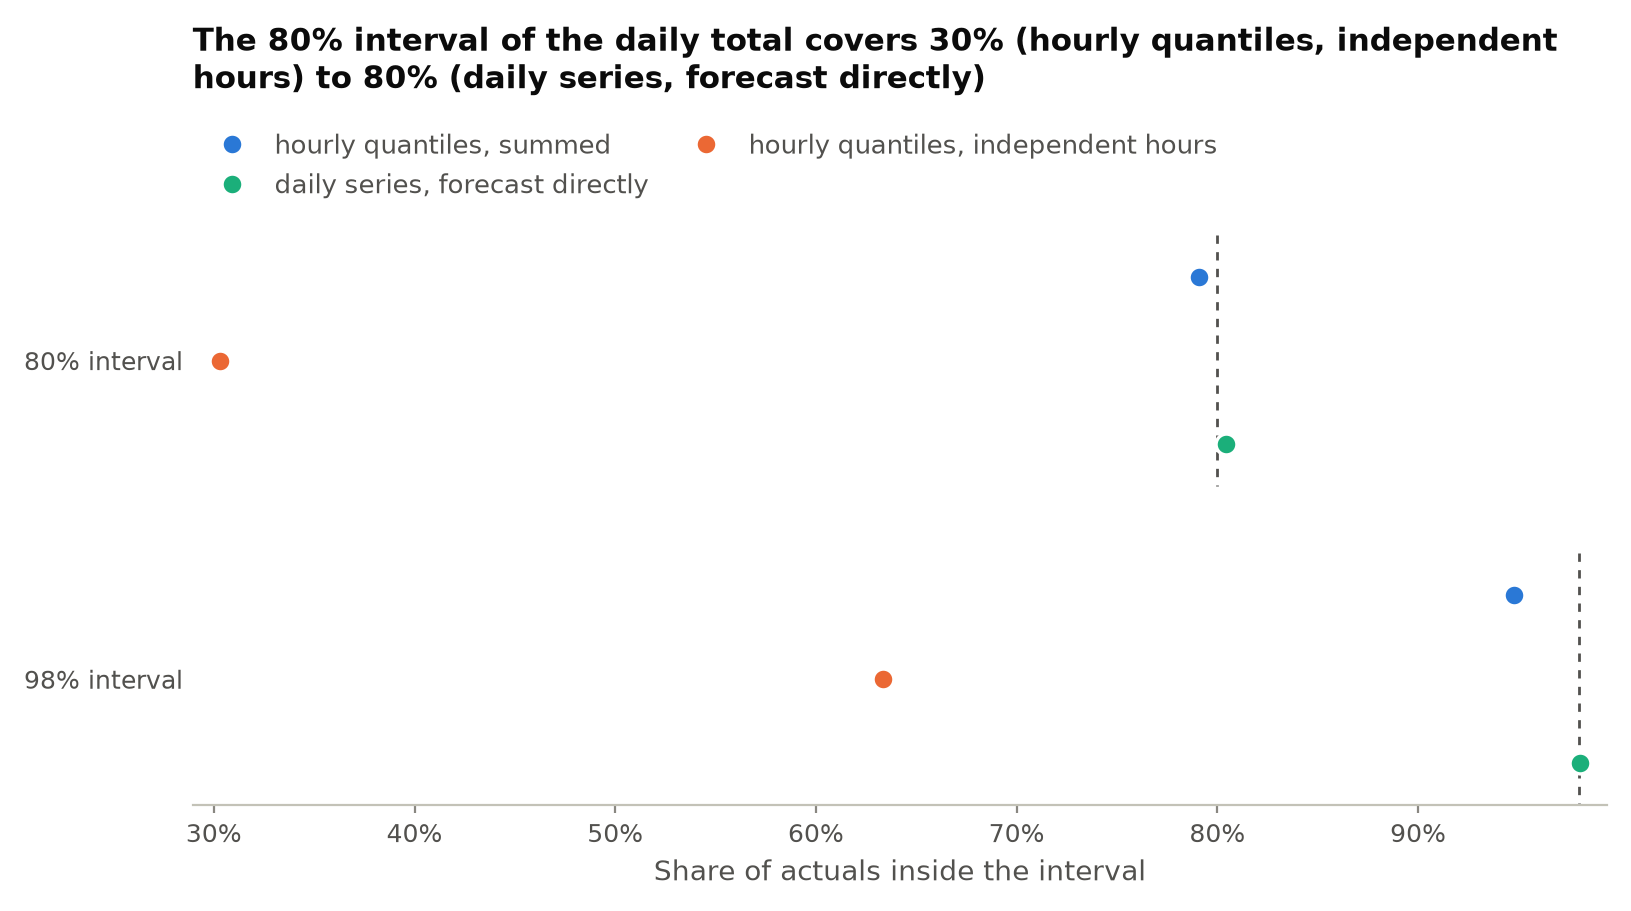 The 80% interval of the daily total covers 30% (hourly quantiles, independent
hours) to 80% (daily series, forecast directly)
hourly quantiles, summed
hourly quantiles, independent hours
daily series, forecast directly
80% interval
98% interval
30% 40% 50% 60% 70% 80% 90%
Share of actuals inside the interval